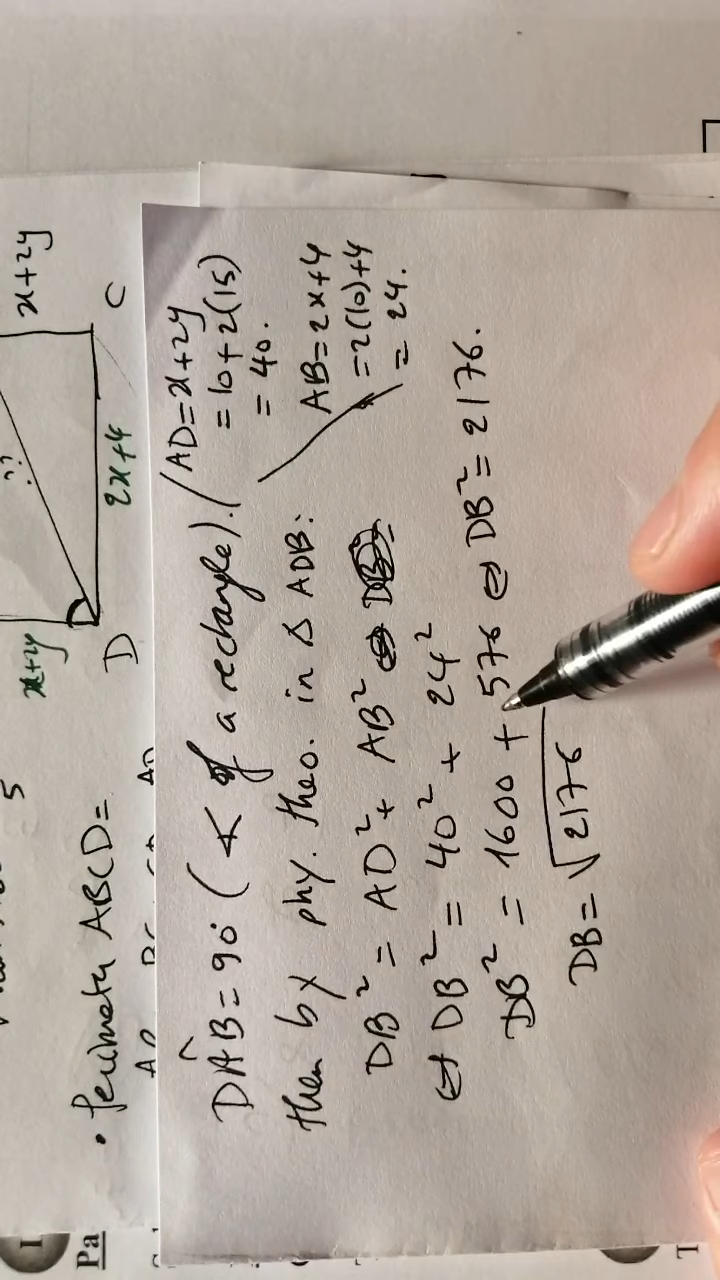 x+2y
C
??
2x+4
x+2y
D
5
• Perimeter ABCD=
DÂB = 90° (∢ of a rectangle).
AD=x+2y
= 10+2(15)
= 40.
then by phy. theo. in △ ADB:
AB=2x+4
=2(10)+4
= 24.
DB² = AD² + AB²
⇔ DB² = 40² + 24²
DB² = 1600 + 576 ⇔ DB² = 2176.
DB = √2176
I
Pa
T